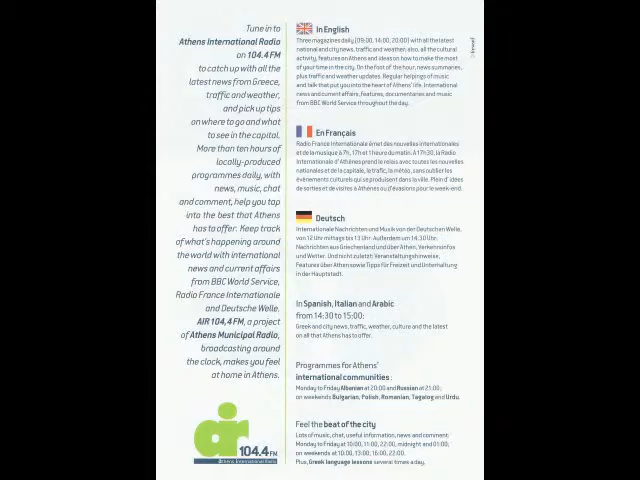 Tune in to
Athens International Radio
on 104.4 FM
to catch up with all the
latest news from Greece,
traffic and weather,
and pick up tips
on where to go and what
to see in the capital.
More than ten hours of
locally-produced
programmes daily, with
news, music, chat
and comment, help you tap
into the best that Athens
has to offer. Keep track
of what's happening around
the world with international
news and current affairs
from BBC World Service,
Radio France Internationale
and Deutsche Welle.
AIR 104,4 FM, a project
of Athens Municipal Radio,
broadcasting around
the clock, makes you feel
at home in Athens.
air
104.4 FM
Athens International Radio
In English
Three magazines daily (09:00, 14:00, 20:00) with all the latest
national and city news, traffic and weather; also, all the cultural
activity, features on Athens and ideas on how to make the most
of your time in the city. On the foot of the hour, news summaries,
plus traffic and weather updates. Regular helpings of music
and talk that put you into the heart of Athens' life. International
news and current affairs, features, documentaries and music
from BBC World Service throughout the day.
En Français
Radio France Internationale émet des nouvelles internationales
et de la musique à 7h, 17h et 1 heure du matin. A 17h30, la Radio
Internationale d'Athènes prend le relais avec toutes les nouvelles
nationales et de la capitale, le trafic, la météo, sans oublier les
événements culturels qui se produisent dans la ville. Plein d'idées
de sorties et de visites à Athènes ou d'évasions pour le week-end.
Deutsch
Internationale Nachrichten und Musik von der Deutschen Welle,
von 12 Uhr mittags bis 13 Uhr. Außerdem um 14.30 Uhr:
Nachrichten aus Griechenland und über Athen, Verkehrsinfos
und Wetter. Und nicht zuletzt: Veranstaltungshinweise,
Features über Athen sowie Tipps für Freizeit und Unterhaltung
in der Hauptstadt.
In Spanish, Italian and Arabic
from 14:30 to 15:00:
Greek and city news, traffic, weather, culture and the latest
on all that Athens has to offer.
Programmes for Athens'
international communities:
Monday to Friday Albanian at 20:00 and Russian at 21:00;
on weekends Bulgarian, Polish, Romanian, Tagalog and Urdu.
Feel the beat of the city
Lots of music, chat, useful information, news and comment:
Monday to Friday at 10:00, 11:00, 22:00, midnight and 01:00;
on weekends at 10:00, 13:00, 16:00, 22:00.
Plus, Greek language lessons several times a day.